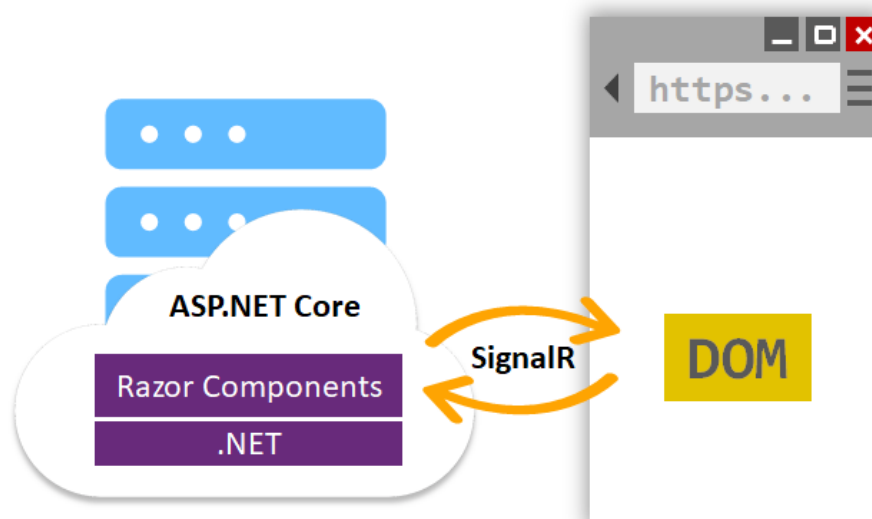 https...
ASP.NET Core
SignalR
Razor Components
.NET
DOM